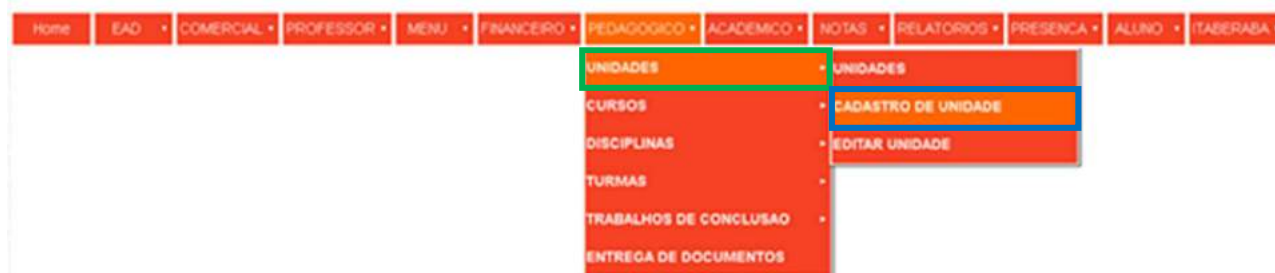 Home EAD COMERCIAL PROFESSOR MENU FINANCEIRO PEDAGOGICO ACADEMICO NOTAS RELATORIOS PRESENCA ALUNO ITABERABA
UNIDADES UNIDADES
CURSOS CADASTRO DE UNIDADE
DISCIPLINAS EDITAR UNIDADE
TURMAS
TRABALHOS DE CONCLUSAO
ENTREGA DE DOCUMENTOS